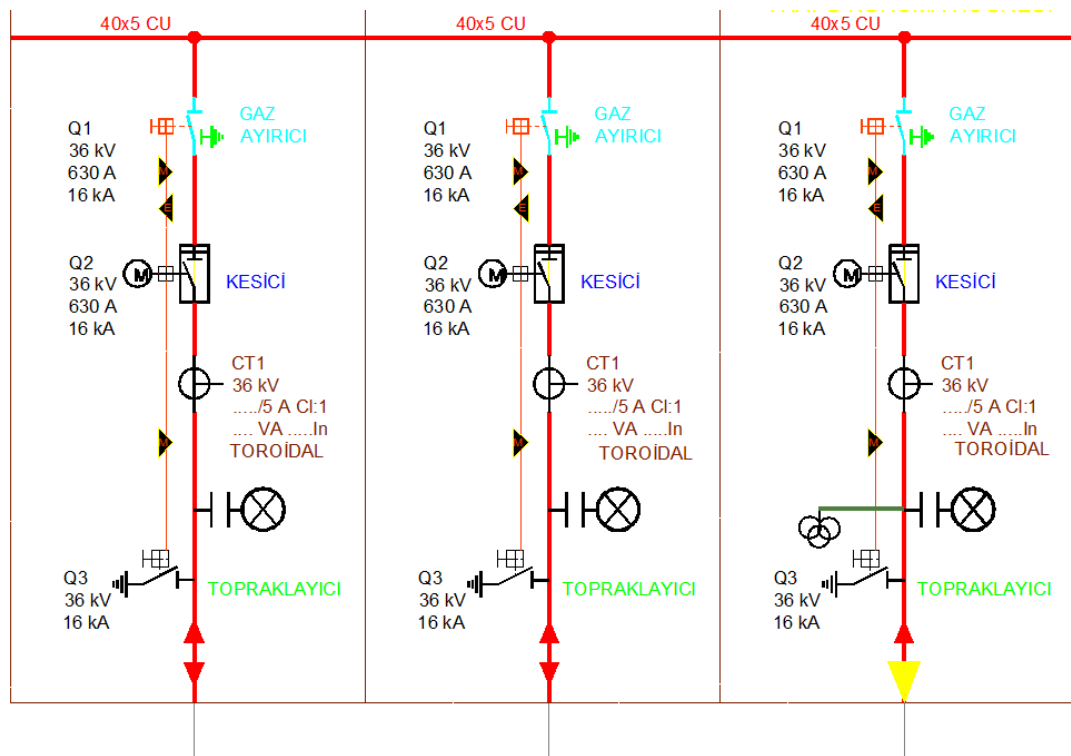 40x5 CU
GAZ
AYIRICI
Q1
36 kV
630 A
16 kA
M
E
Q2
36 kV
630 A
16 kA
M
KESİCİ
CT1
36 kV
...../5 A Cl:1
.... VA .....In
TOROİDAL
M
Q3
36 kV
16 kA
TOPRAKLAYICI
40x5 CU
GAZ
AYIRICI
Q1
36 kV
630 A
16 kA
M
E
Q2
36 kV
630 A
16 kA
M
KESİCİ
CT1
36 kV
...../5 A Cl:1
.... VA .....In
TOROİDAL
M
Q3
36 kV
16 kA
TOPRAKLAYICI
40x5 CU
GAZ
AYIRICI
Q1
36 kV
630 A
16 kA
M
E
Q2
36 kV
630 A
16 kA
M
KESİCİ
CT1
36 kV
...../5 A Cl:1
.... VA .....In
TOROİDAL
M
Q3
36 kV
16 kA
TOPRAKLAYICI